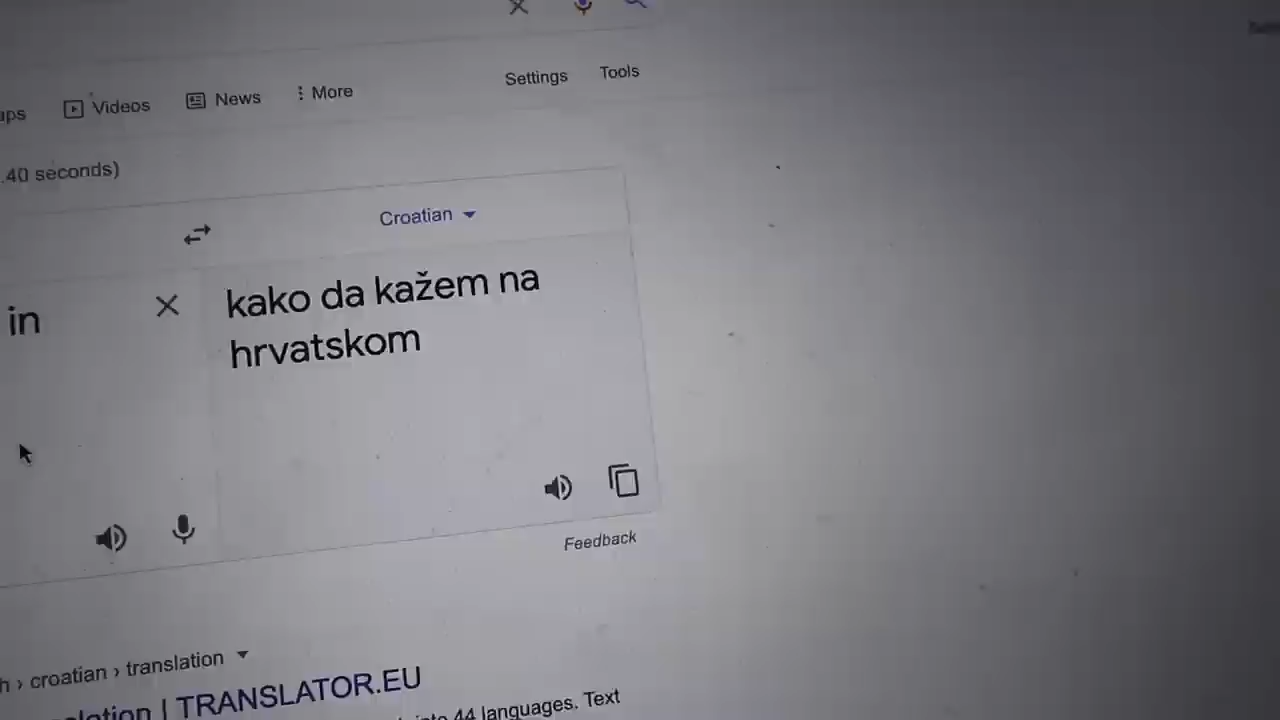 Videos News More Settings Tools
.40 seconds)
Croatian
in
kako da kažem na
hrvatskom
Feedback
› croatian › translation
| TRANSLATOR.EU
44 languages. Text